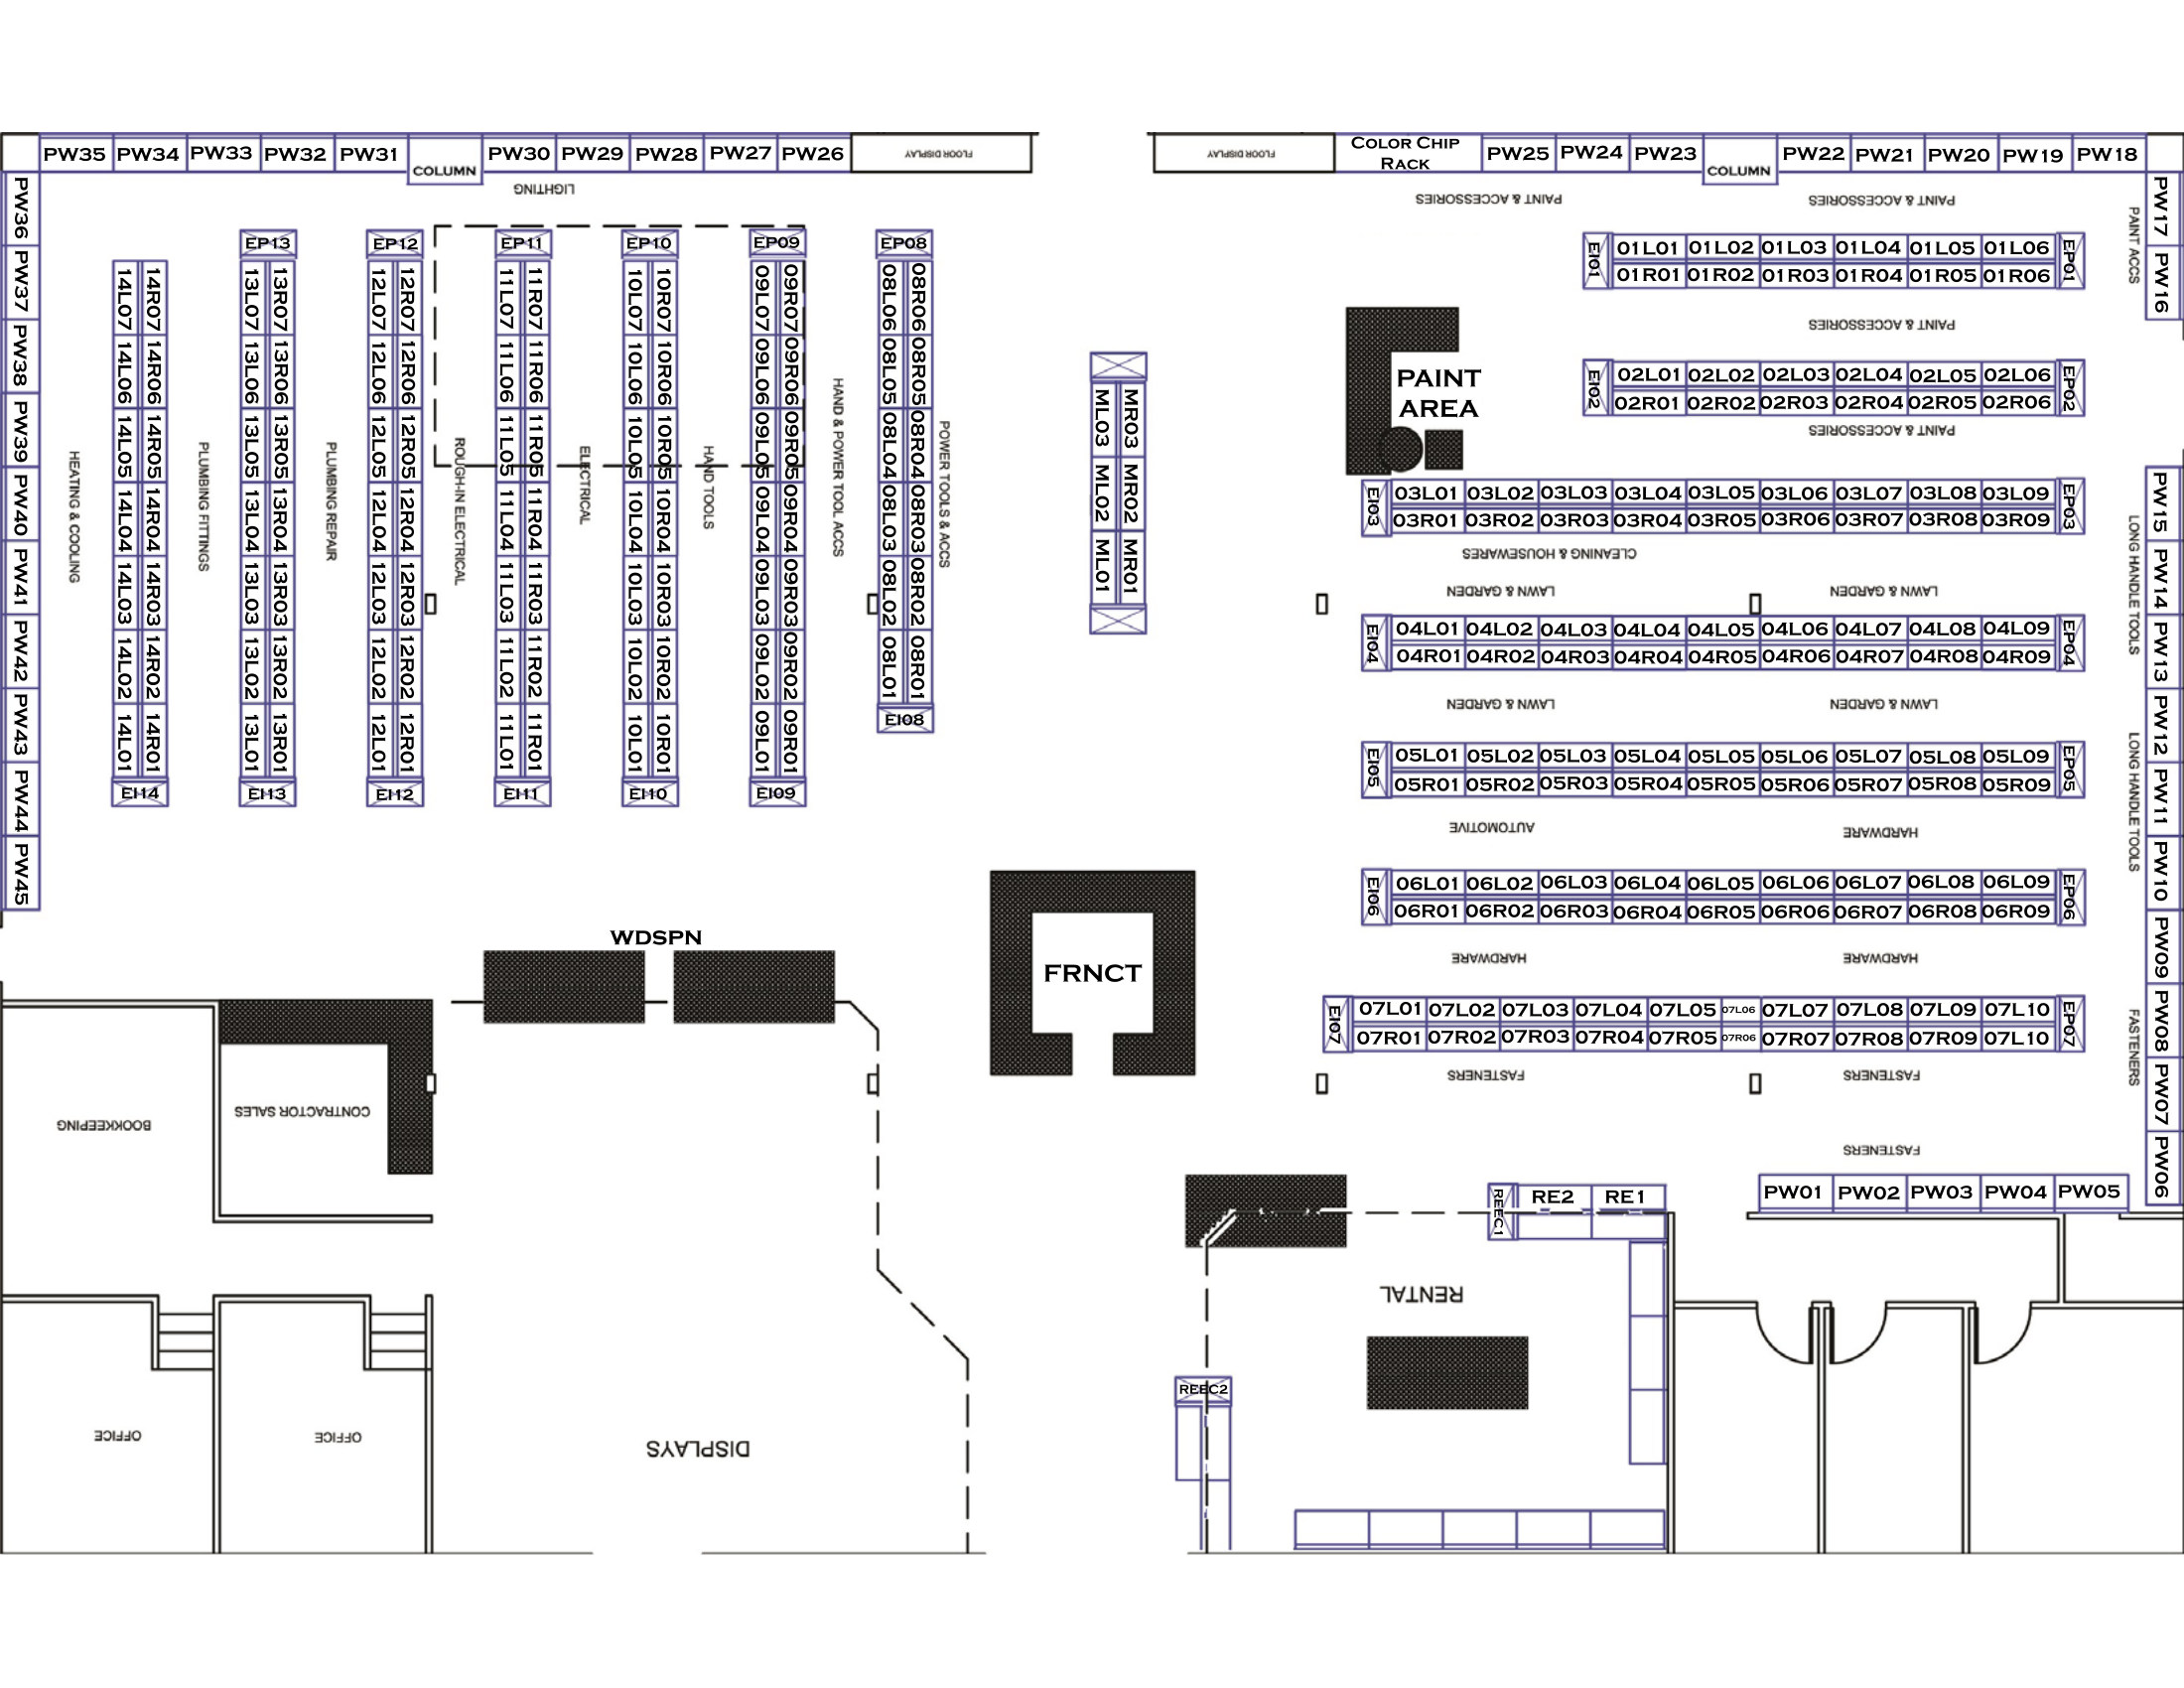 PW35 PW34 PW33 PW32 PW31 COLUMN PW30 PW29 PW28 PW27 PW26 FLOOR DISPLAY
FLOOR DISPLAY COLOR CHIP RACK PW25 PW24 PW23 COLUMN PW22 PW21 PW20 PW19 PW18
LIGHTING
PAINT & ACCESSORIES
PAINT & ACCESSORIES
PW36
PW37
PW38
PW39
PW40
PW41
PW42
PW43
PW44
PW45
HEATING & COOLING
14L07 14L06 14L05 14L04 14L03 14L02 14L01
14R07 14R06 14R05 14R04 14R03 14R02 14R01
EI14
PLUMBING FITTINGS
EP13
13L07 13L06 13L05 13L04 13L03 13L02 13L01
13R07 13R06 13R05 13R04 13R03 13R02 13R01
EI13
PLUMBING REPAIR
EP12
12L07 12L06 12L05 12L04 12L03 12L02 12L01
12R07 12R06 12R05 12R04 12R03 12R02 12R01
EI12
ROUGH-IN ELECTRICAL
EP11
11L07 11L06 11L05 11L04 11L03 11L02 11L01
11R07 11R06 11R05 11R04 11R03 11R02 11R01
EI11
ELECTRICAL
EP10
10L07 10L06 10L05 10L04 10L03 10L02 10L01
10R07 10R06 10R05 10R04 10R03 10R02 10R01
EI10
HAND TOOLS
EP09
09L07 09L06 09L05 09L04 09L03 09L02 09L01
09R07 09R06 09R05 09R04 09R03 09R02 09R01
EI09
HAND & POWER TOOL ACCS
EP08
08L06 08L05 08L04 08L03 08L02 08L01
08R06 08R05 08R04 08R03 08R02 08R01
EI08
POWER TOOLS & ACCS
ML03 ML02 ML01
MR03 MR02 MR01
PAINT
AREA
EI01
01L01 01L02 01L03 01L04 01L05 01L06
01R01 01R02 01R03 01R04 01R05 01R06
EP01
PAINT & ACCESSORIES
EI02
02L01 02L02 02L03 02L04 02L05 02L06
02R01 02R02 02R03 02R04 02R05 02R06
EP02
PAINT & ACCESSORIES
EI03
03L01 03L02 03L03 03L04 03L05 03L06 03L07 03L08 03L09
03R01 03R02 03R03 03R04 03R05 03R06 03R07 03R08 03R09
EP03
CLEANING & HOUSEWARES
LAWN & GARDEN
LAWN & GARDEN
EI04
04L01 04L02 04L03 04L04 04L05 04L06 04L07 04L08 04L09
04R01 04R02 04R03 04R04 04R05 04R06 04R07 04R08 04R09
EP04
LAWN & GARDEN
LAWN & GARDEN
EI05
05L01 05L02 05L03 05L04 05L05 05L06 05L07 05L08 05L09
05R01 05R02 05R03 05R04 05R05 05R06 05R07 05R08 05R09
EP05
AUTOMOTIVE
HARDWARE
EI06
06L01 06L02 06L03 06L04 06L05 06L06 06L07 06L08 06L09
06R01 06R02 06R03 06R04 06R05 06R06 06R07 06R08 06R09
EP06
HARDWARE
HARDWARE
EI07
07L01 07L02 07L03 07L04 07L05 07L06 07L07 07L08 07L09 07L10
07R01 07R02 07R03 07R04 07R05 07R06 07R07 07R08 07R09 07L10
EP07
FASTENERS
FASTENERS
FASTENERS
PW01 PW02 PW03 PW04 PW05
PAINT ACCS
LONG HANDLE TOOLS
LONG HANDLE TOOLS
FASTENERS
PW17
PW16
PW15
PW14
PW13
PW12
PW11
PW10
PW09
PW08
PW07
PW06
WDSPN
FRNCT
BOOKKEEPING
CONTRACTOR SALES
OFFICE
OFFICE
DISPLAYS
REEC1
RE2 RE1
RENTAL
REEC2